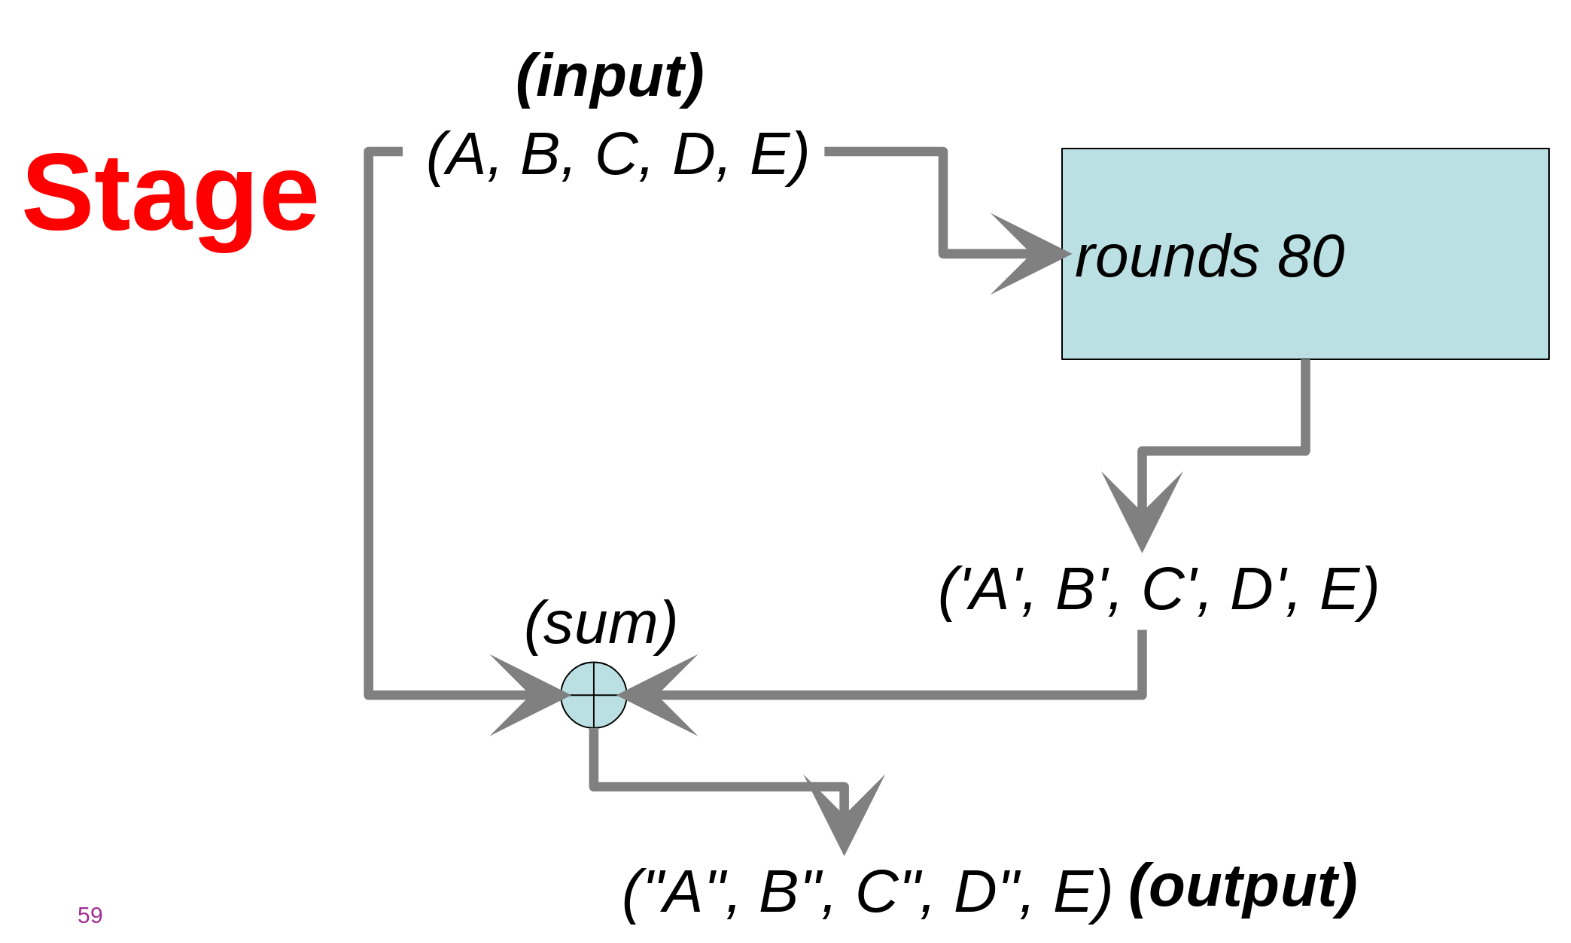 (input)
(A, B, C, D, E)
Stage
rounds 80
('A', B', C', D', E)
(sum)
("A", B", C", D", E) (output)
59